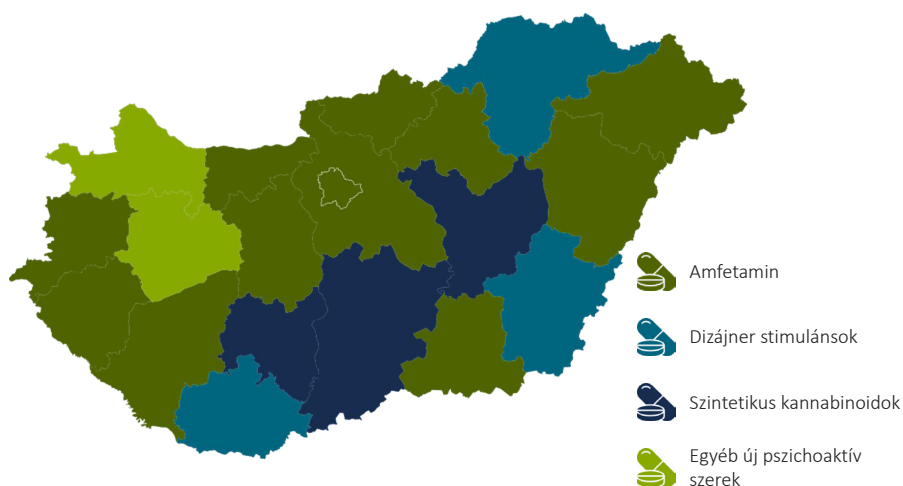 Amfetamin
Dizájner stimulánsok
Szintetikus kannabinoidok
Egyéb új pszichoaktív
szerek